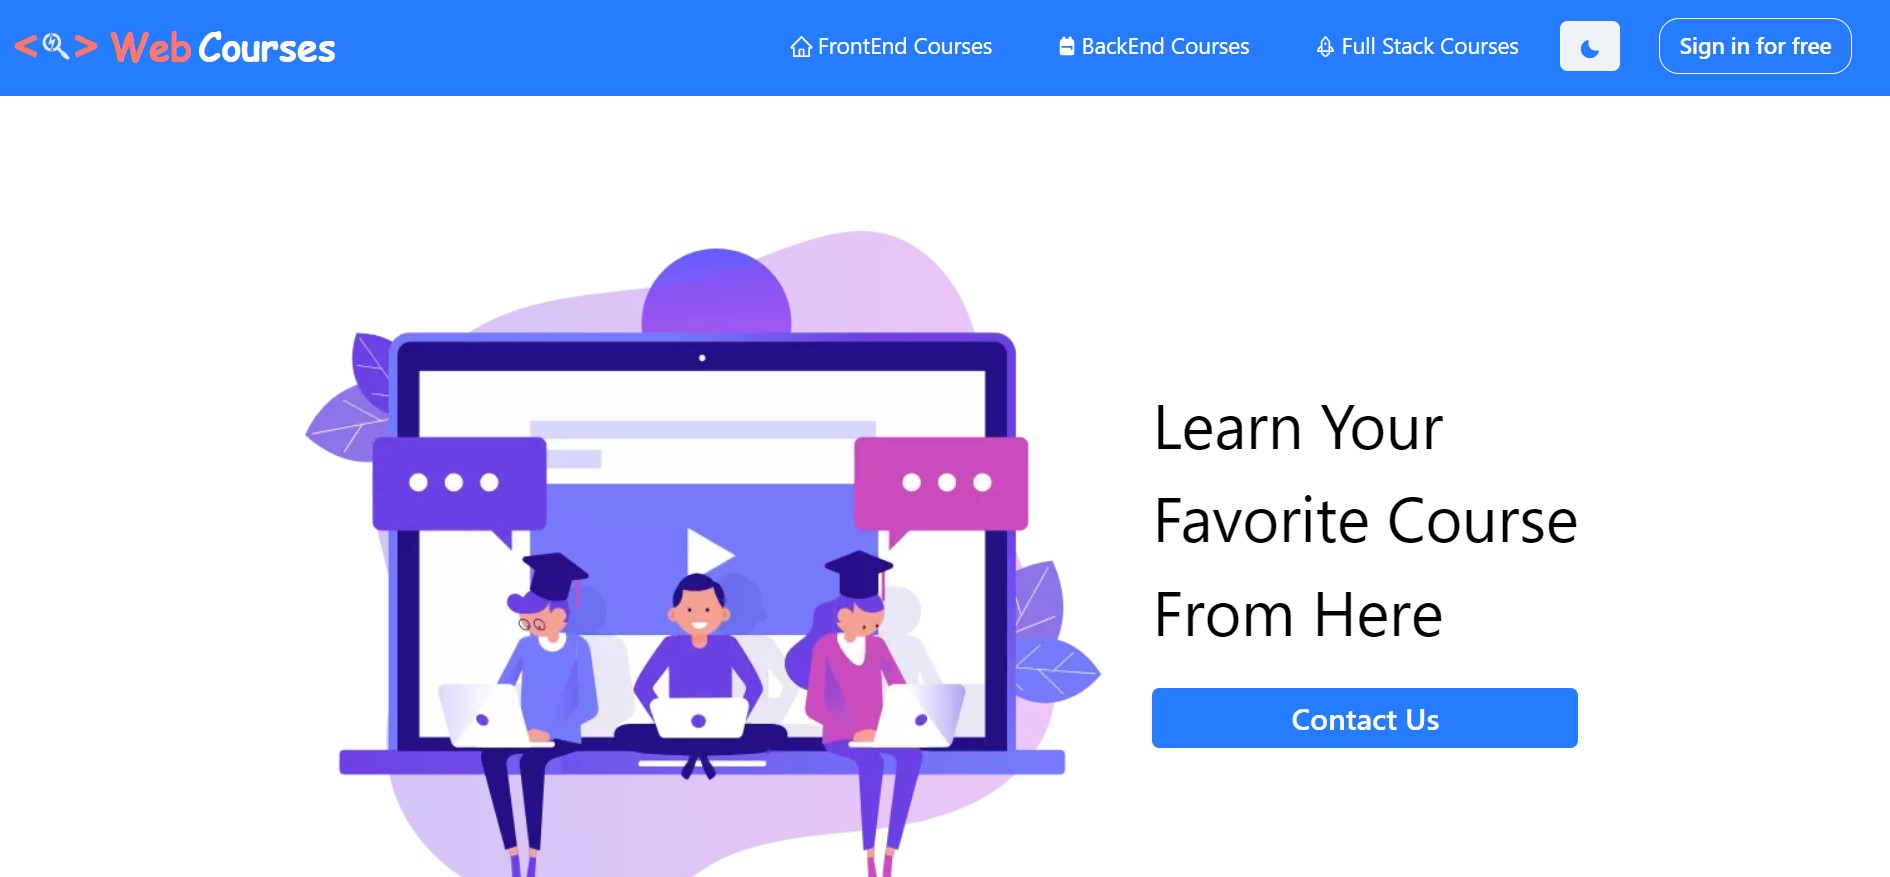 < > Web Courses
FrontEnd Courses
BackEnd Courses
Full Stack Courses
Sign in for free
Learn Your
Favorite Course
From Here
Contact Us